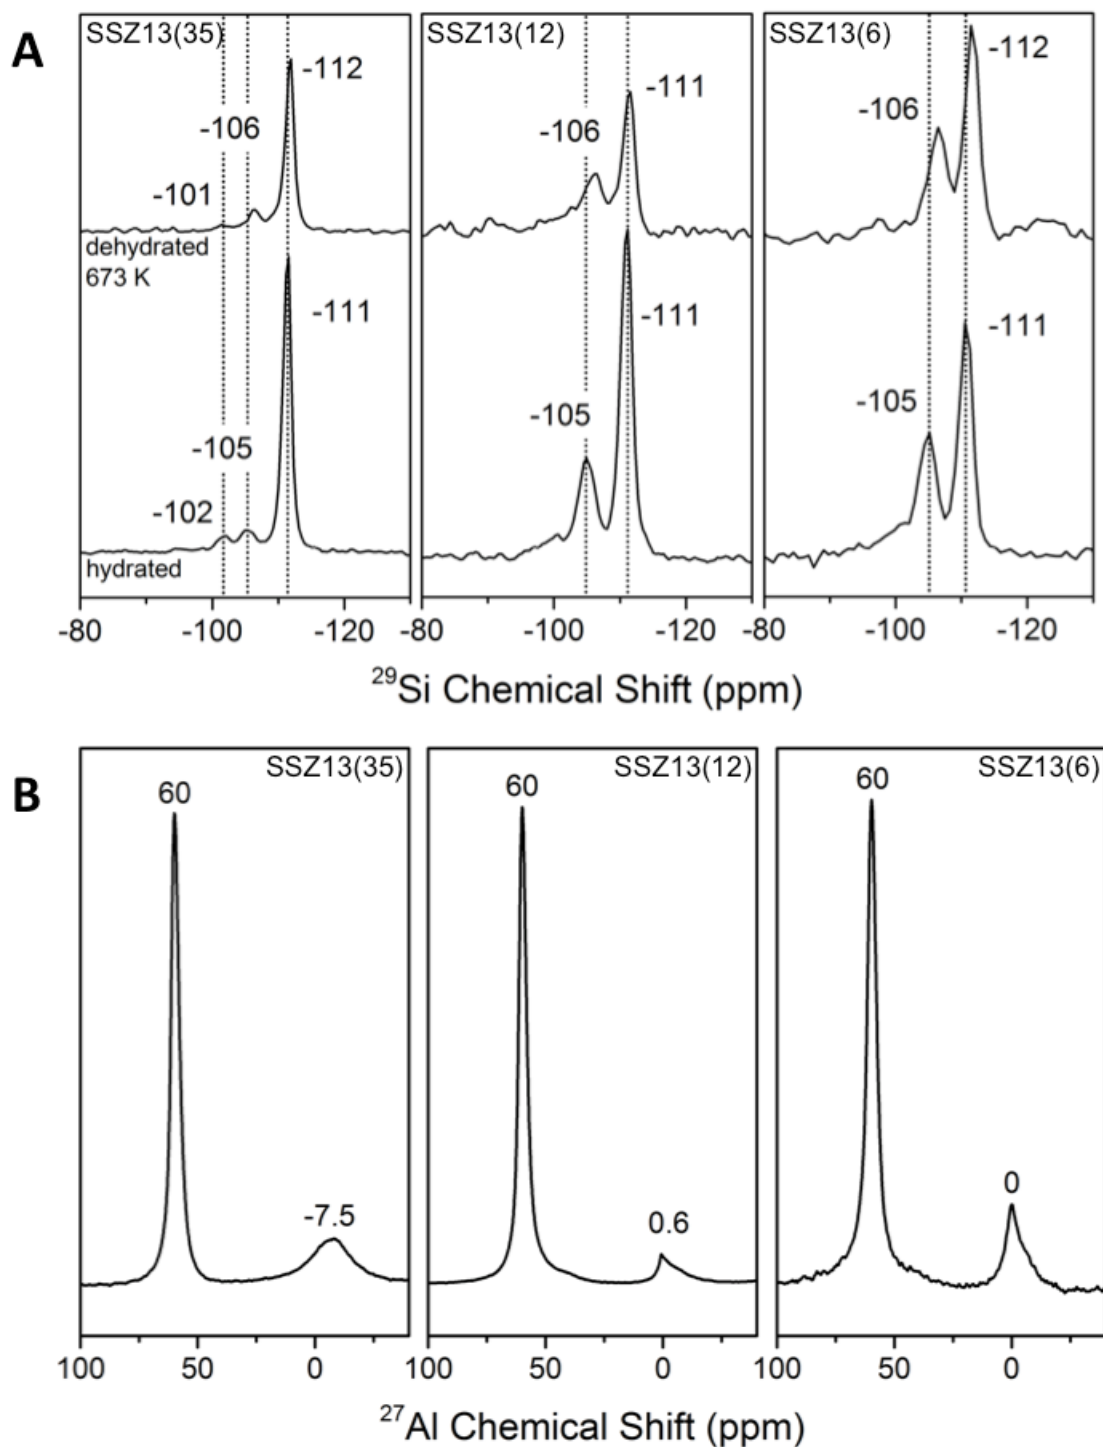 A
SSZ13(35) SSZ13(12) SSZ13(6)
-112 -111 -112
-106 -106 -106
-101
dehydrated
673 K
-111 -111 -111
-105 -105 -105
-102
hydrated
-80 -100 -120 -80 -100 -120 -80 -100 -120
29Si Chemical Shift (ppm)
B
SSZ13(35) SSZ13(12) SSZ13(6)
60 60 60
-7.5 0.6 0
100 50 0 100 50 0 100 50 0
27Al Chemical Shift (ppm)